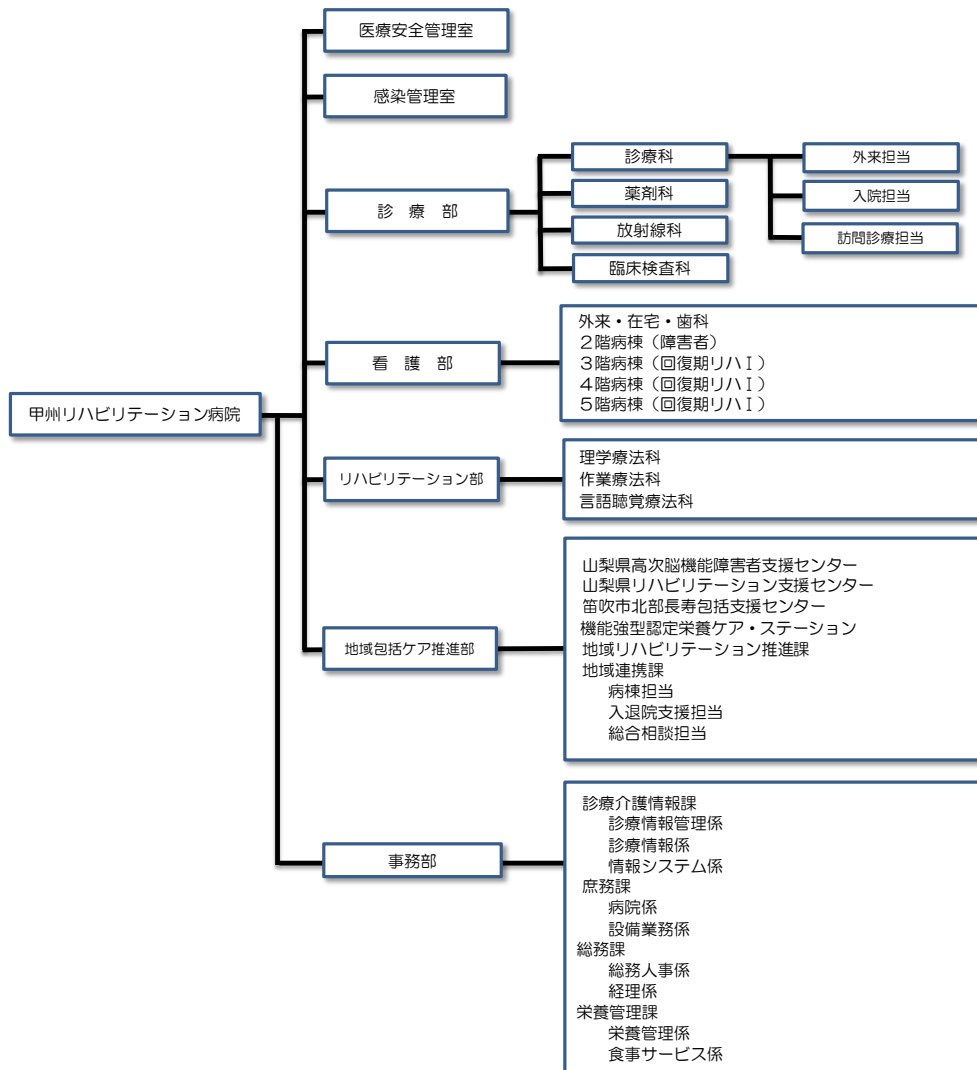 医療安全管理室
感染管理室
診療科
外来担当
薬剤科
入院担当
診 療 部
放射線科
訪問診療担当
臨床検査科
外来・在宅・歯科
2階病棟（障害者）
看 護 部
3階病棟（回復期リハⅠ）
4階病棟（回復期リハⅠ）
5階病棟（回復期リハⅠ）
甲州リハビリテーション病院
理学療法科
リハビリテーション部
作業療法科
言語聴覚療法科
山梨県高次脳機能障害者支援センター
山梨県リハビリテーション支援センター
笛吹市北部長寿包括支援センター
機能強型認定栄養ケア・ステーション
地域包括ケア推進部
地域リハビリテーション推進課
地域連携課
病棟担当
入退院支援担当
総合相談担当
診療介護情報課
診療情報管理係
診療情報係
事務部
情報システム係
庶務課
病院係
設備業務係
総務課
総務人事係
経理係
栄養管理課
栄養管理係
食事サービス係